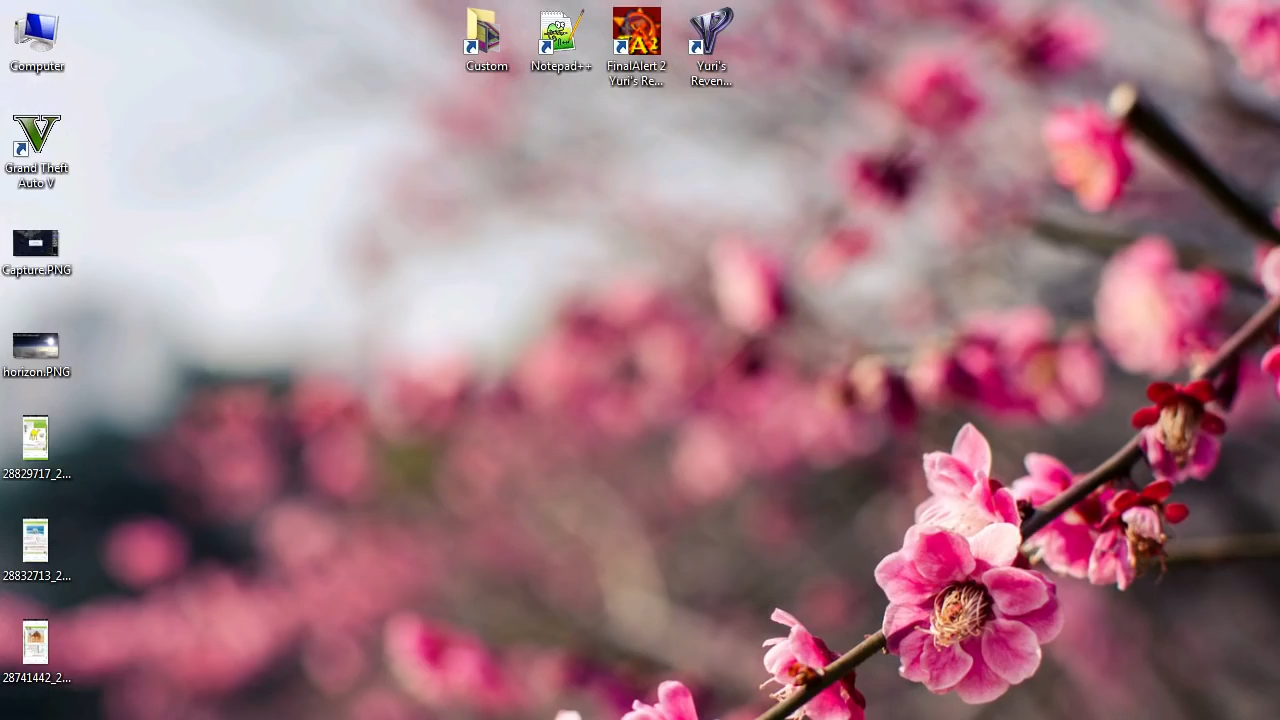 Computer
Custom
Notepad++
FinalAlert 2
Yuri's Re...
Yuri's
Reven...
Grand Theft
Auto V
Capture.PNG
horizon.PNG
28829717_2...
28832713_2...
28741442_2...